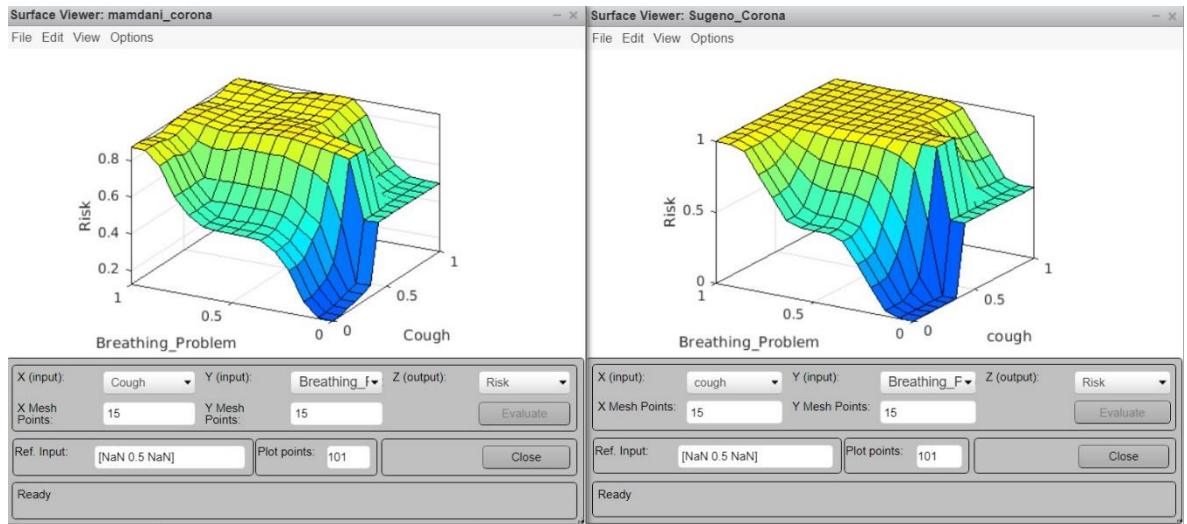 Surface Viewer: mamdani_corona
File Edit View Options
0.8
0.6
0.4
0.2
Risk
1
0.5
0
Breathing_Problem
0
0.5
1
Cough
X (input):
Cough
Y (input):
Breathing_F
Z (output):
Risk
X Mesh
Points:
15
Y Mesh
Points:
15
Evaluate
Ref. Input:
[NaN 0.5 NaN]
Plot points:
101
Close
Ready
Surface Viewer: Sugeno_Corona
File Edit View Options
1
0.5
0
Risk
1
0.5
0
Breathing_Problem
0
0.5
1
cough
X (input):
cough
Y (input):
Breathing_F
Z (output):
Risk
X Mesh Points:
15
Y Mesh Points:
15
Evaluate
Ref. Input:
[NaN 0.5 NaN]
Plot points:
101
Close
Ready